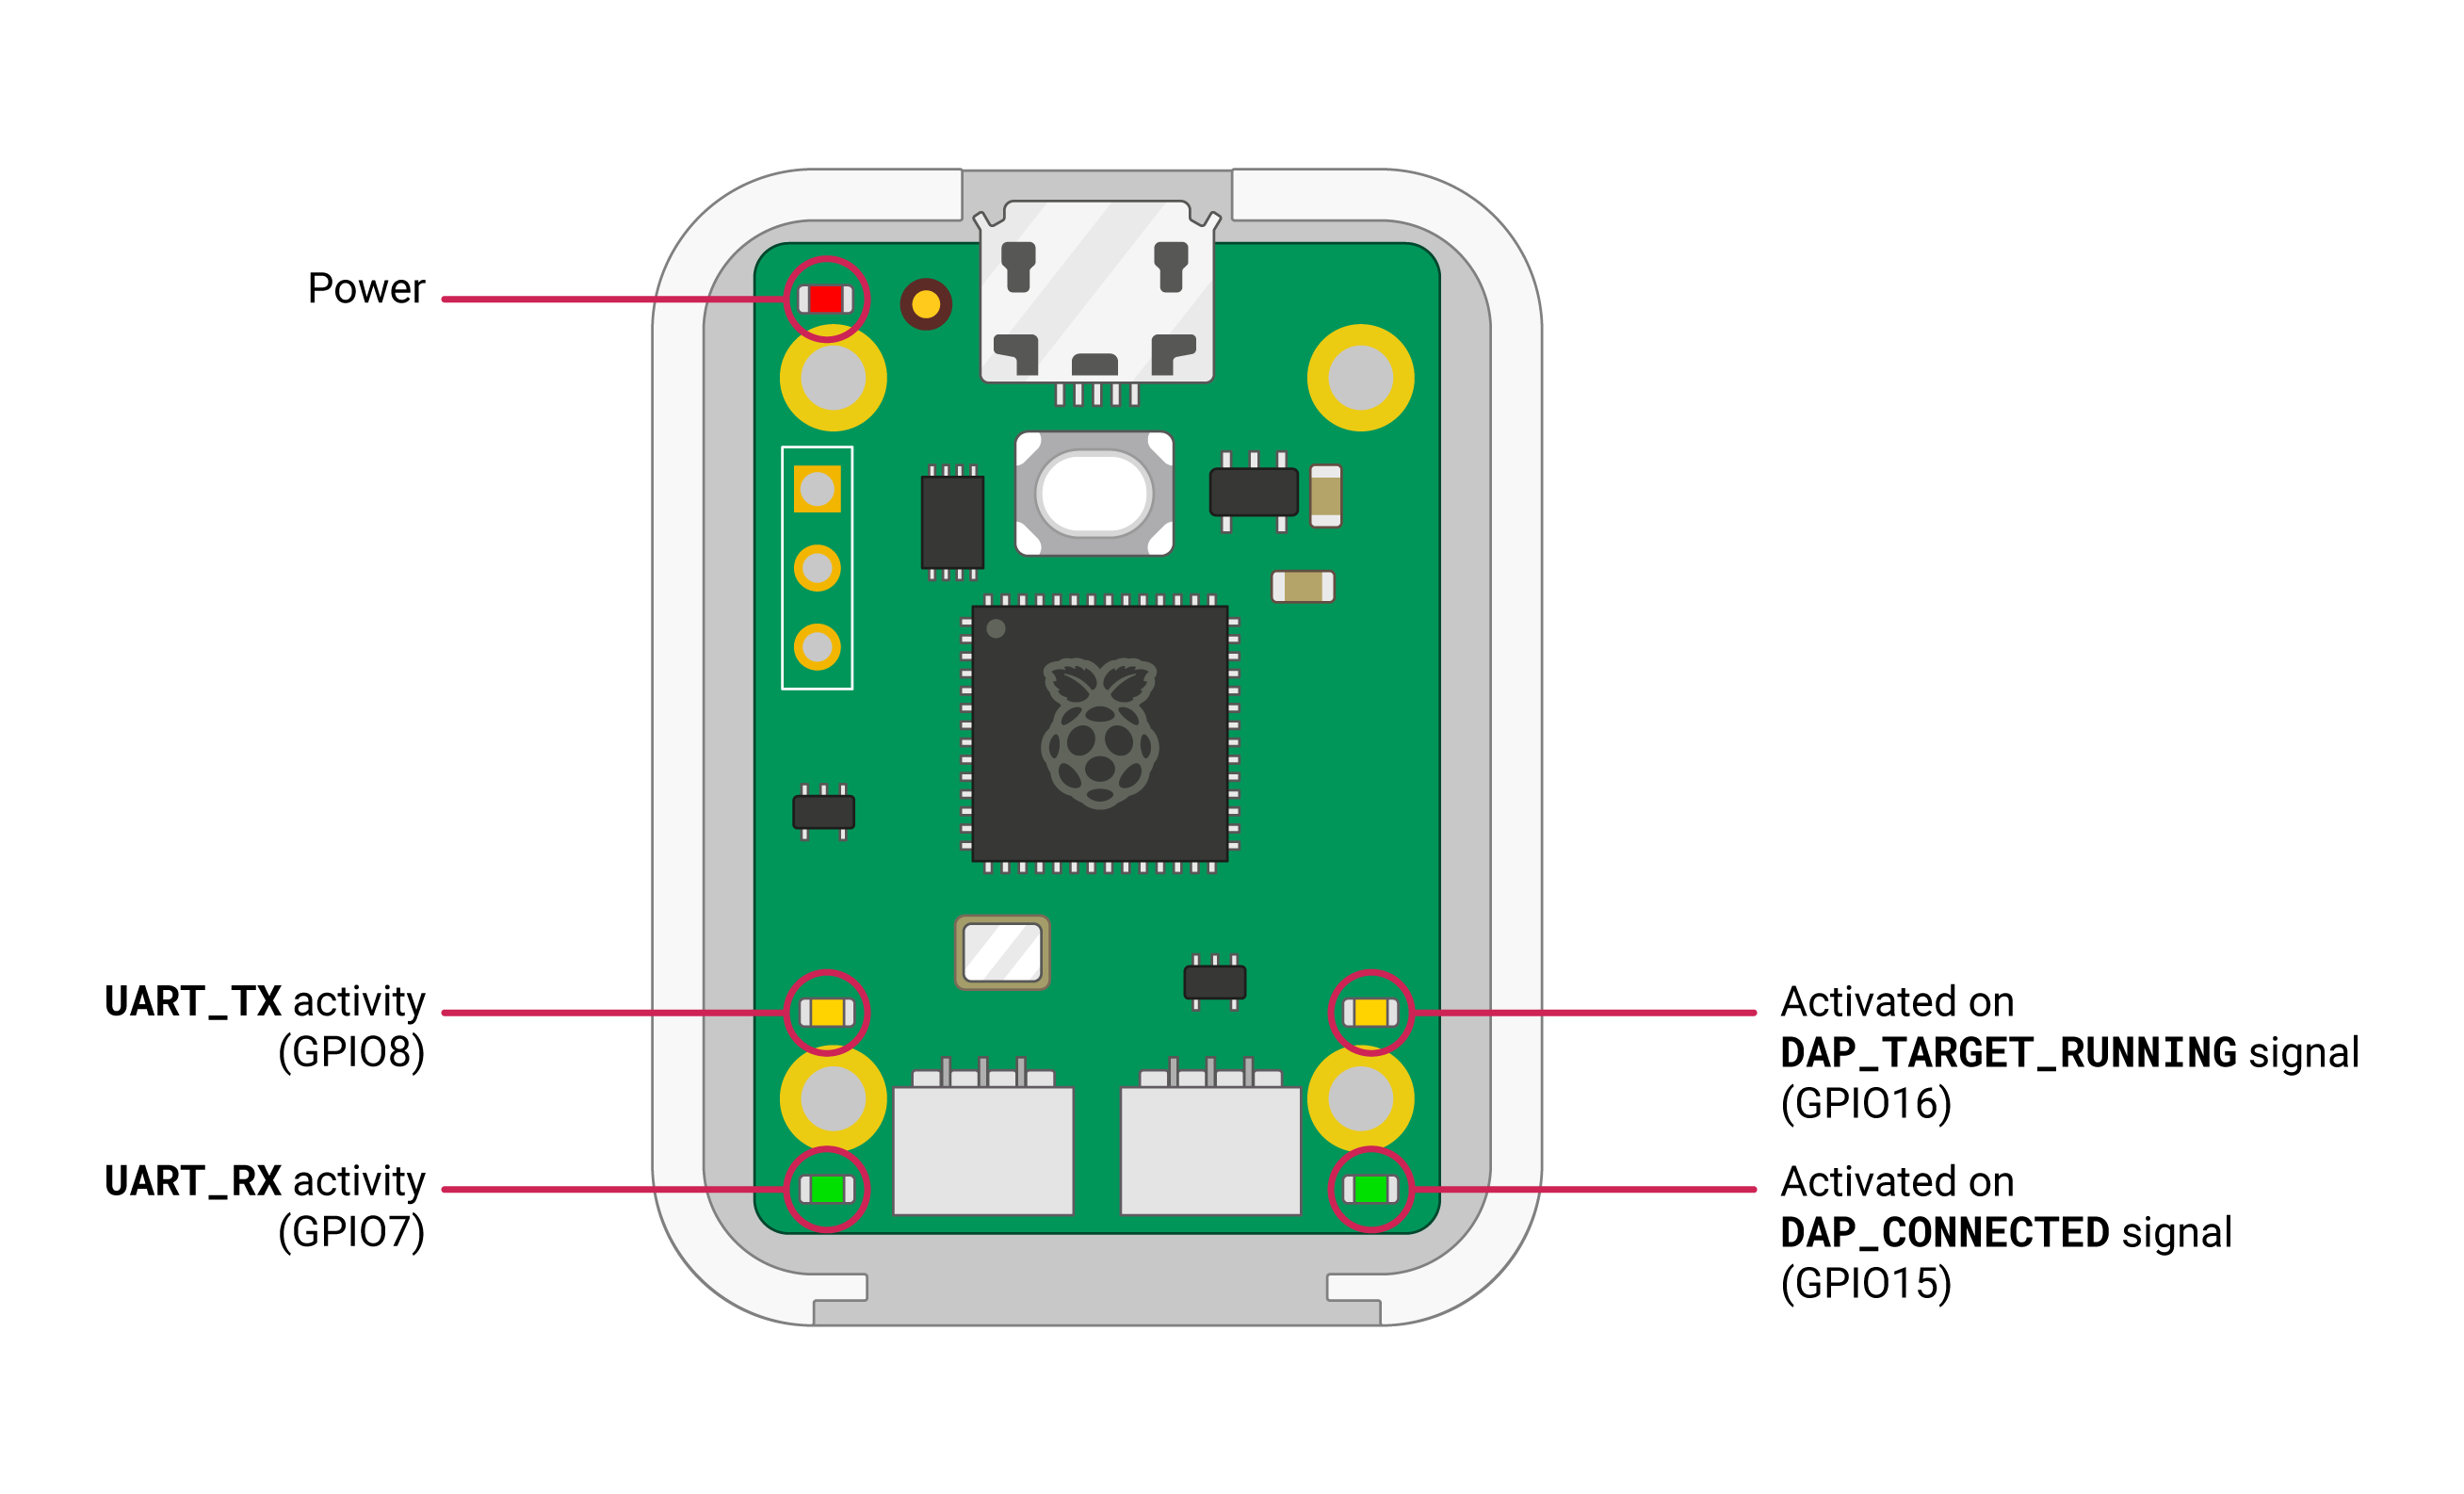 Power
UART_TX activity
(GPIO8)
UART_RX activity
(GPIO7)
Activated on
DAP_TARGET_RUNNING signal
(GPIO16)
Activated on
DAP_CONNECTED signal
(GPIO15)